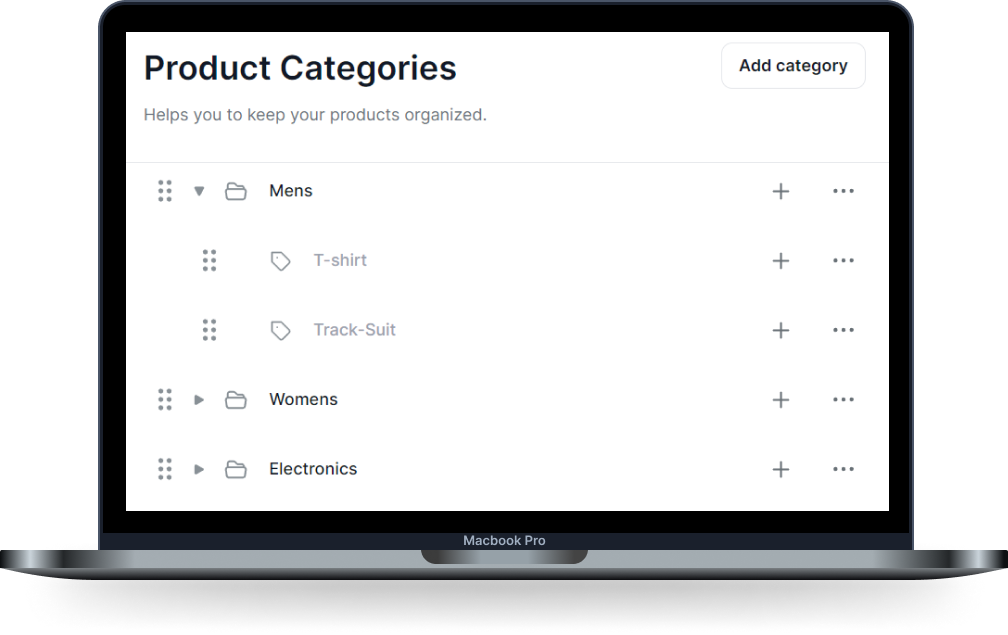 Product Categories
Add category
Helps you to keep your products organized.
Mens
T-shirt
Track-Suit
Womens
Electronics
Macbook Pro